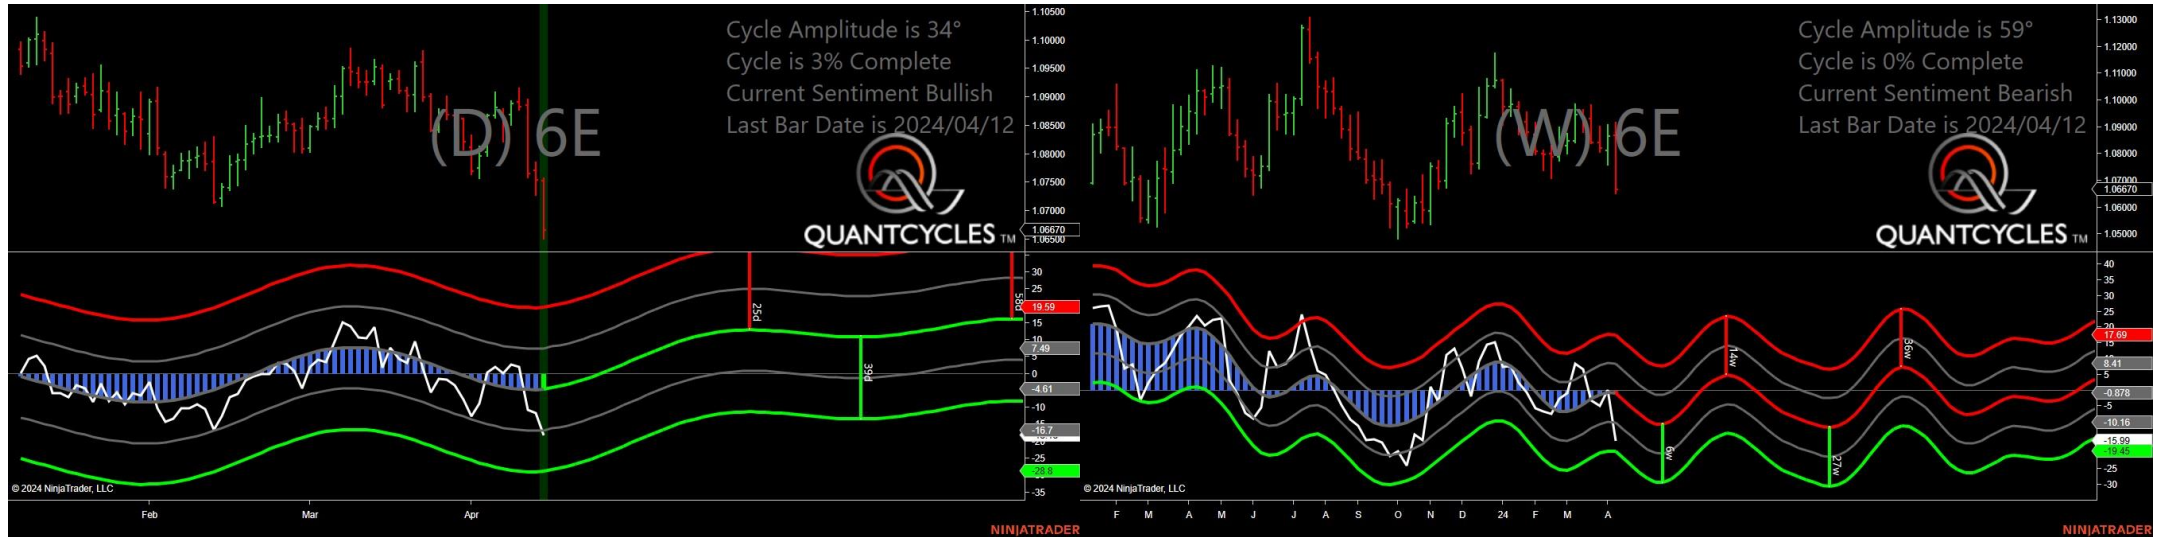 Cycle Amplitude is 34°
Cycle is 3% Complete
Current Sentiment Bullish
Last Bar Date is 2024/04/12
(D) 6E
QUANTCYCLES TM
1.10500
1.10000
1.09500
1.09000
1.08500
1.08000
1.07500
1.07000
1.06670
1.06500
30
25
19.59
15
10
7.49
5
0
-4.61
-10
-16.7
-25
-28.8
-35
25d
39d
58d
© 2024 NinjaTrader, LLC
Feb
Mar
Apr
NINJATRADER
Cycle Amplitude is 59°
Cycle is 0% Complete
Current Sentiment Bearish
Last Bar Date is 2024/04/12
(W) 6E
QUANTCYCLES TM
1.13000
1.12000
1.11000
1.10000
1.09000
1.08000
1.07000
1.06670
1.06000
1.05000
40
35
30
25
20
17.69
15
8.41
5
-0.878
-5
-10.16
-15.99
-19.45
-25
-30
6w
14w
27w
36w
© 2024 NinjaTrader, LLC
F M A M J J A S O N D 24 F M A
NINJATRADER